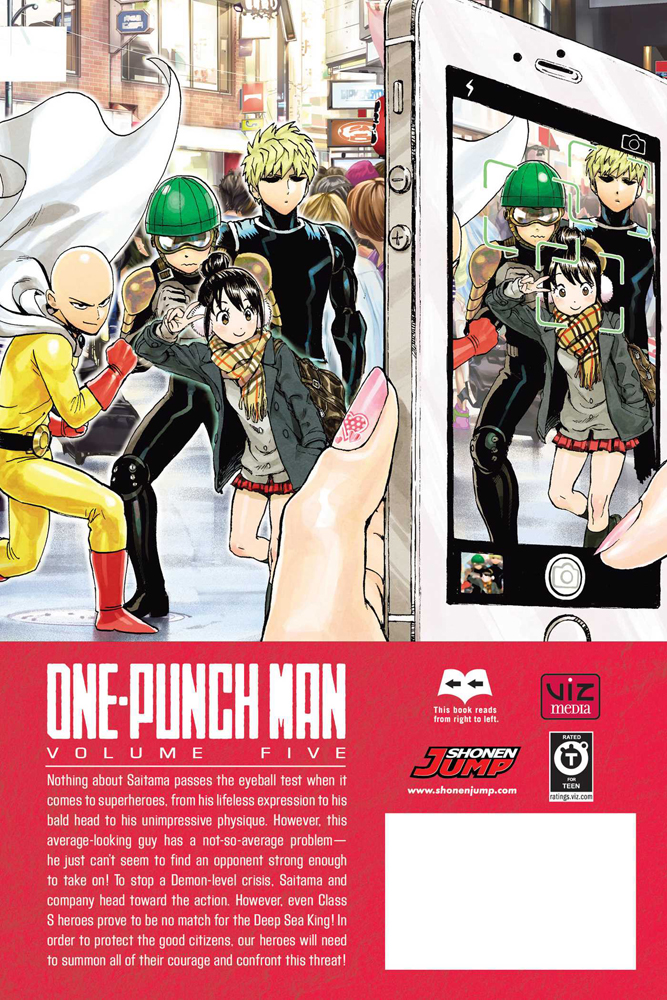 ONE-PUNCH MAN
VOLUME FIVE
Nothing about Saitama passes the eyeball test when it
comes to superheroes, from his lifeless expression to his
bald head to his unimpressive physique. However, this
average-looking guy has a not-so-average problem—
he just can't seem to find an opponent strong enough
to take on! To stop a Demon-level crisis, Saitama and
company head toward the action. However, even Class
S heroes prove to be no match for the Deep Sea King! In
order to protect the good citizens, our heroes will need
to summon all of their courage and confront this threat!
This book reads
from right to left.
VIZ
MEDIA
SHONEN
JUMP
www.shonenjump.com
RATED
T
FOR
TEEN
ratings.viz.com